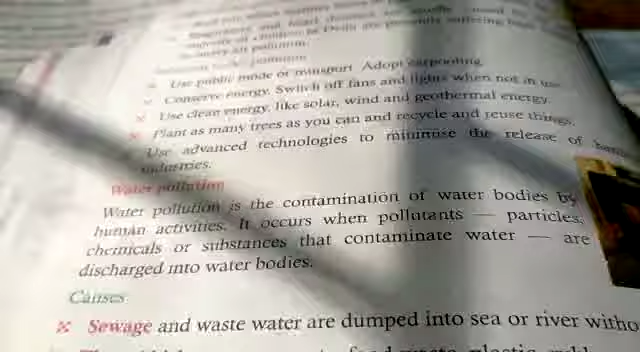 Use public mode or transport Adopt carpooling
Conserve energy. Switch off fans and lights when not in use
Use clean energy, like solar, wind and geothermal energy.
Plant as many trees as you can and recycle and reuse things.
Use advanced technologies to minimise the release of
industries.
Water pollution
Water pollution is the contamination of water bodies by
human activities. It occurs when pollutants — particles,
chemicals or substances that contaminate water — are
discharged into water bodies.
Causes
Sewage and waste water are dumped into sea or river witho